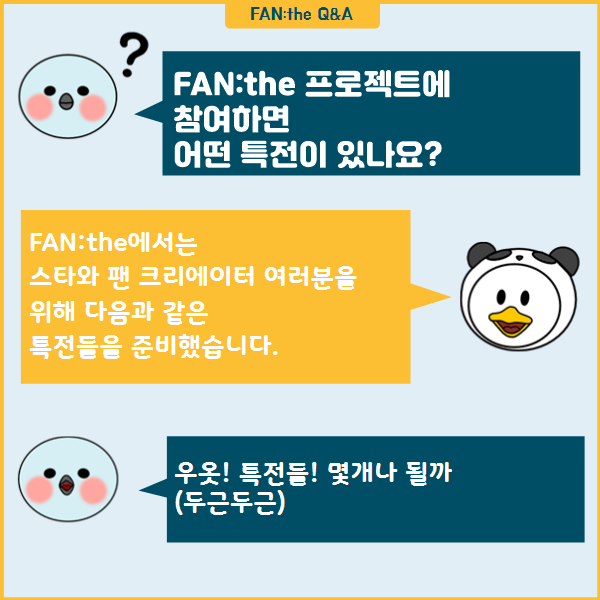 FAN:the Q&A
?
FAN:the 프로젝트에
참여하면
어떤 특전이 있나요?
FAN:the에서는
스타와 팬 크리에이터 여러분을
위해 다음과 같은
특전들을 준비했습니다.
우옷! 특전들! 몇개나 될까
(두근두근)